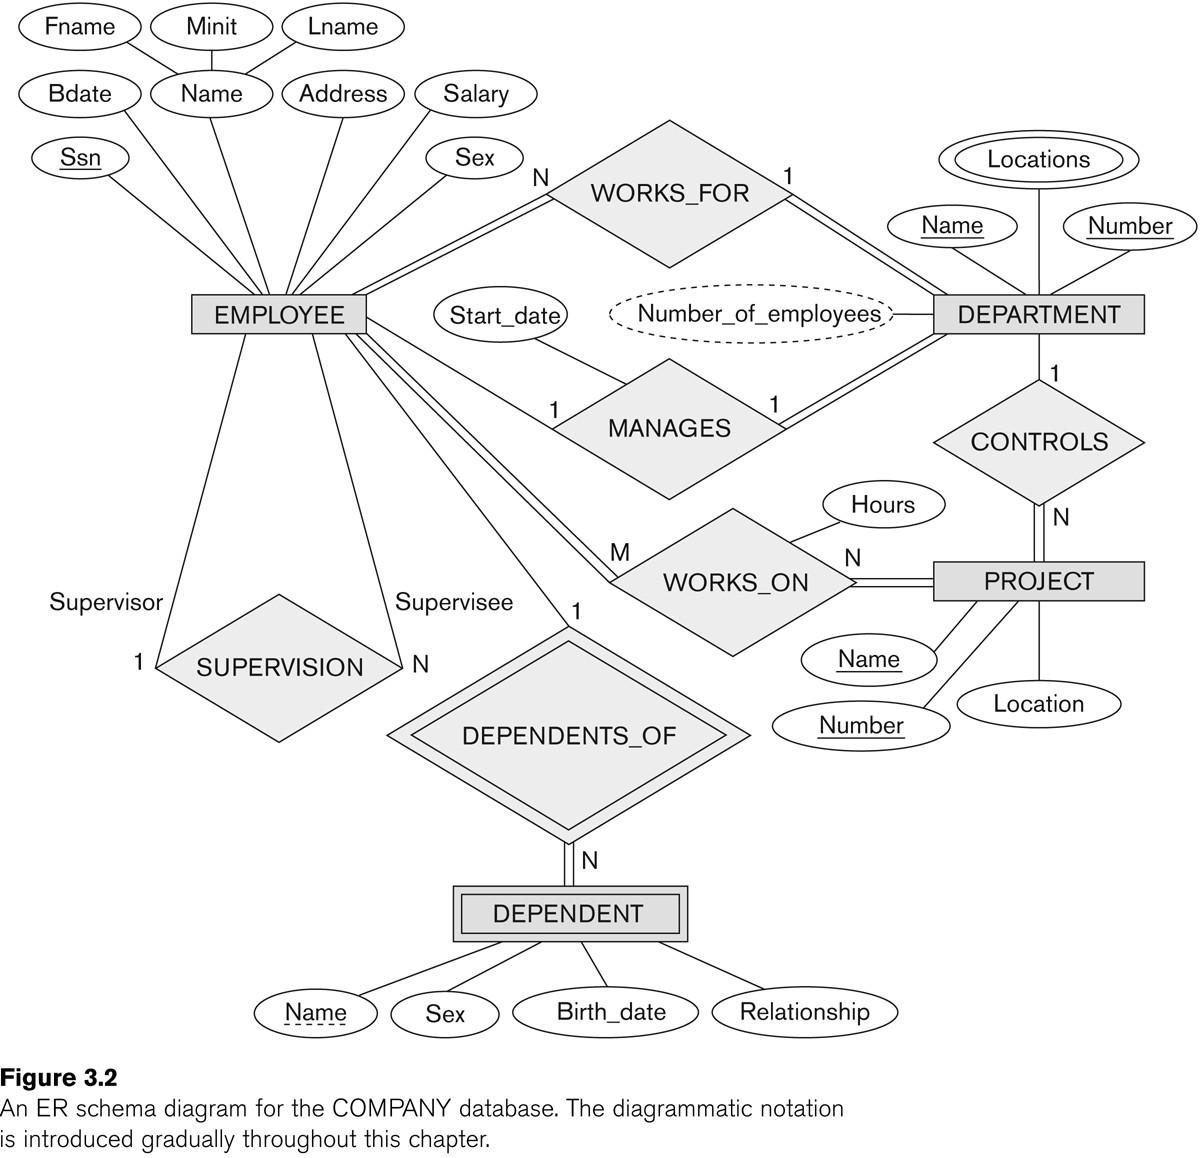 Fname
Minit
Lname
Bdate
Name
Address
Salary
Ssn
Sex
N
WORKS_FOR
1
Locations
Name
Number
EMPLOYEE
Start_date
Number_of_employees
DEPARTMENT
1
MANAGES
1
1
CONTROLS
N
Hours
M
WORKS_ON
N
PROJECT
Supervisor
Supervisee
1
SUPERVISION
N
1
Name
Number
Location
DEPENDENTS_OF
N
DEPENDENT
Name
Sex
Birth_date
Relationship
Figure 3.2
An ER schema diagram for the COMPANY database. The diagrammatic notation
is introduced gradually throughout this chapter.